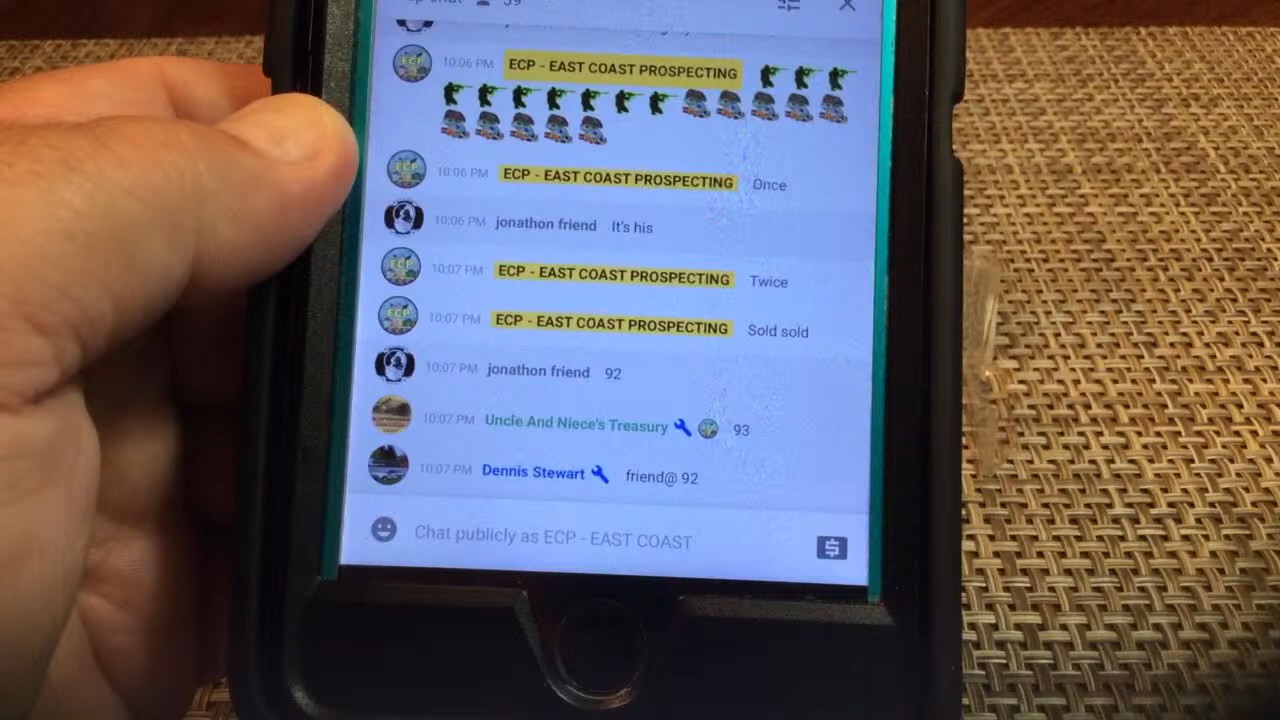 chat 39
10:06 PM ECP - EAST COAST PROSPECTING
10:06 PM ECP - EAST COAST PROSPECTING Once
10:06 PM jonathon friend It's his
10:07 PM ECP - EAST COAST PROSPECTING Twice
10:07 PM ECP - EAST COAST PROSPECTING Sold sold
10:07 PM jonathon friend 92
10:07 PM Uncle And Niece's Treasury 93
10:07 PM Dennis Stewart friend@ 92
Chat publicly as ECP - EAST COAST